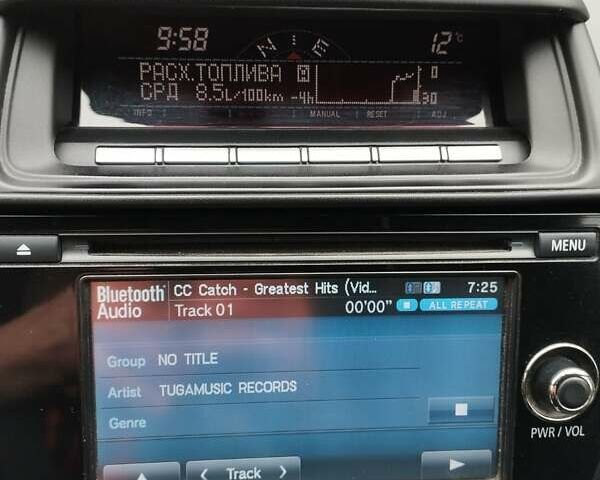 9:58 N E 12°C
РАСХ.ТОПЛИВА M 0
СРД 8.5L/100km -4h 30
INFO MANUAL RESET ADJ
MENU
Bluetooth CC Catch - Greatest Hits (Vid... 7:25
Audio Track 01 00'00" ALL REPEAT
Group NO TITLE
Artist TUGAMUSIC RECORDS
Genre
PWR / VOL
Track